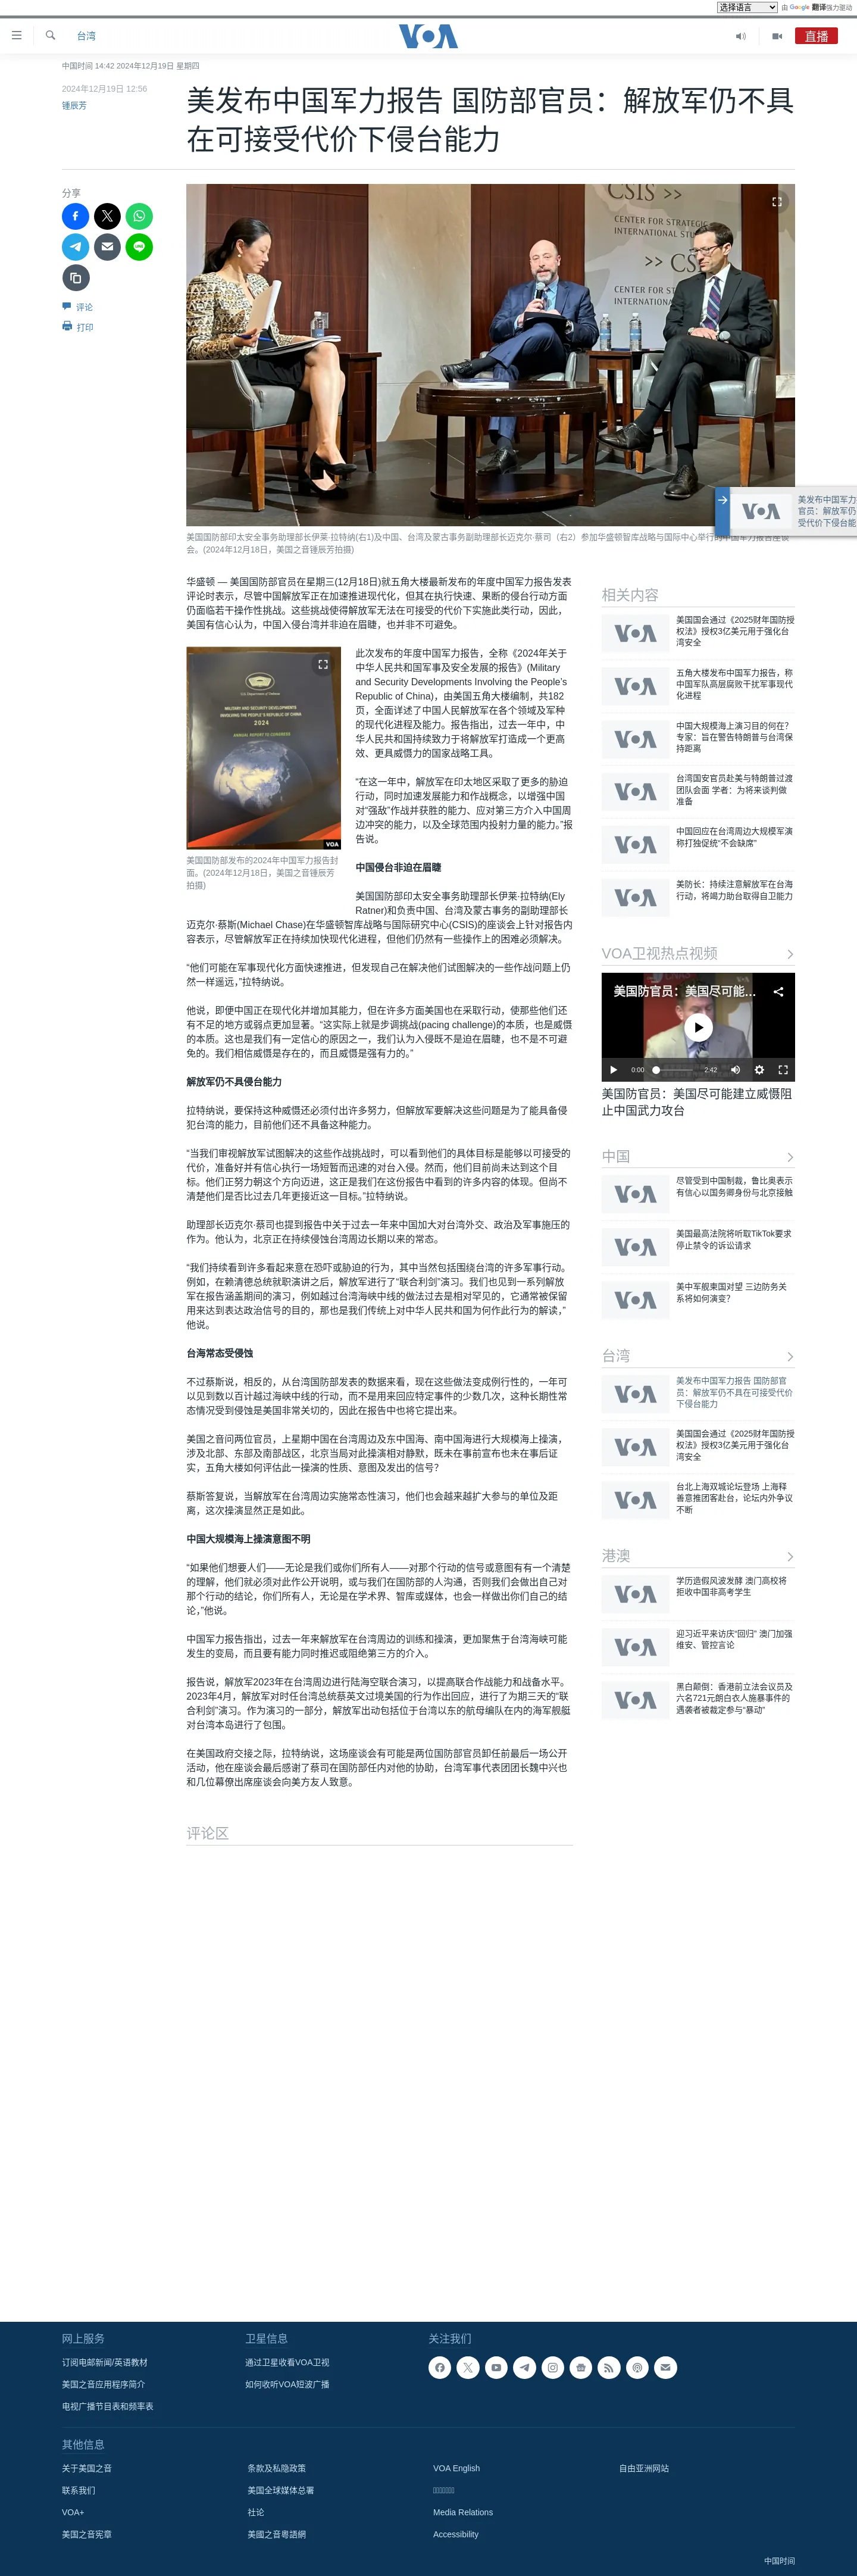 选择语言
由 Google 翻译强力驱动
台湾
VOA
直播
中国时间 14:42 2024年12月19日 星期四
2024年12月19日 12:56
锺辰芳
美发布中国军力报告 国防部官员：解放军仍不具
在可接受代价下侵台能力
分享
评论
打印
CSIS
CENTER FOR STRATEGIC
INTERNATIONAL
>> CSIS
美国国防部印太安全事务助理部长伊莱·拉特纳(右1)及中国、台湾及蒙古事务副助理部长迈克尔·蔡司（右2）参加华盛顿智库战略与国际中心举行的中国军力报告座谈
会。(2024年12月18日，美国之音锺辰芳拍摄)
VOA
美发布中国军力
官员：解放军仍
受代价下侵台能
华盛顿 — 美国国防部官员在星期三(12月18日)就五角大楼最新发布的年度中国军力报告发表
评论时表示，尽管中国解放军正在加速推进现代化，但其在执行快速、果断的侵台行动方面
仍面临若干操作性挑战。这些挑战使得解放军无法在可接受的代价下实施此类行动，因此，
美国有信心认为，中国入侵台湾并非迫在眉睫，也并非不可避免。
MILITARY AND SECURITY DEVELOPMENTS
INVOLVING THE PEOPLE'S REPUBLIC OF CHINA
2024
ANNUAL REPORT TO CONGRESS
VOA
美国国防部发布的2024年中国军力报告封
面。(2024年12月18日，美国之音锺辰芳
拍摄)
此次发布的年度中国军力报告，全称《2024年关于
中华人民共和国军事及安全发展的报告》(Military
and Security Developments Involving the People's
Republic of China)，由美国五角大楼编制，共182
页，全面详述了中国人民解放军在各个领域及军种
的现代化进程及能力。报告指出，过去一年中，中
华人民共和国持续致力于将解放军打造成一个更高
效、更具威慑力的国家战略工具。
“在这一年中，解放军在印太地区采取了更多的胁迫
行动，同时加速发展能力和作战概念，以增强中国
对“强敌”作战并获胜的能力、应对第三方介入中国周
边冲突的能力，以及全球范围内投射力量的能力。”报
告说。
中国侵台非迫在眉睫
美国国防部印太安全事务助理部长伊莱·拉特纳(Ely
Ratner)和负责中国、台湾及蒙古事务的副助理部长
迈克尔·蔡斯(Michael Chase)在华盛顿智库战略与国际研究中心(CSIS)的座谈会上针对报告内
容表示，尽管解放军正在持续加快现代化进程，但他们仍然有一些操作上的困难必须解决。
“他们可能在军事现代化方面快速推进，但发现自己在解决他们试图解决的一些作战问题上仍
然一样遥远，”拉特纳说。
他说，即便中国正在现代化并增加其能力，但在许多方面美国也在采取行动，使那些他们还
有不足的地方或弱点更加显著。“这实际上就是步调挑战(pacing challenge)的本质，也是威慑
的本质。这也是我们有一定信心的原因之一，我们认为入侵既不是迫在眉睫，也不是不可避
免的。我们相信威慑是存在的，而且威慑是强有力的。”
解放军仍不具侵台能力
拉特纳说，要保持这种威慑还必须付出许多努力，但解放军要解决这些问题是为了能具备侵
犯台湾的能力，目前他们还不具备这种能力。
“当我们审视解放军试图解决的这些作战挑战时，可以看到他们的具体目标是能够以可接受的
代价，准备好并有信心执行一场短暂而迅速的对台入侵。然而，他们目前尚未达到这个目
标。他们正努力朝这个方向迈进，这正是我们在这份报告中看到的许多内容的体现。但尚不
清楚他们是否比过去几年更接近这一目标。”拉特纳说。
助理部长迈克尔·蔡司也提到报告中关于过去一年来中国加大对台湾外交、政治及军事施压的
作为。他认为，北京正在持续侵蚀台湾周边长期以来的常态。
“我们持续看到许多看起来意在恐吓或胁迫的行为，其中当然包括围绕台湾的许多军事行动。
例如，在赖清德总统就职演讲之后，解放军进行了“联合利剑”演习。我们也见到一系列解放
军在报告涵盖期间的演习，例如越过台湾海峡中线的做法过去是相对罕见的，它通常被保留
用来达到表达政治信号的目的，那也是我们传统上对中华人民共和国为何作此行为的解读，”
他说。
台海常态受侵蚀
不过蔡斯说，相反的，从台湾国防部发表的数据来看，现在这些做法变成例行性的，一年可
以见到数以百计越过海峡中线的行动，而不是用来回应特定事件的少数几次，这种长期性常
态情况受到侵蚀是美国非常关切的，因此在报告中也将它提出来。
美国之音问两位官员，上星期中国在台湾周边及东中国海、南中国海进行大规模海上操演，
涉及北部、东部及南部战区，北京当局对此操演相对静默，既未在事前宣布也未在事后证
实，五角大楼如何评估此一操演的性质、意图及发出的信号？
蔡斯答复说，当解放军在台湾周边实施常态性演习，他们也会越来越扩大参与的单位及距
离，这次操演显然正是如此。
中国大规模海上操演意图不明
“如果他们想要人们——无论是我们或你们所有人——对那个行动的信号或意图有有一个清楚
的理解，他们就必须对此作公开说明，或与我们在国防部的人沟通，否则我们会做出自己对
那个行动的结论，你们所有人，无论是在学术界、智库或媒体，也会一样做出你们自己的结
论，”他说。
中国军力报告指出，过去一年来解放军在台湾周边的训练和操演，更加聚焦于台湾海峡可能
发生的变局，而且要有能力同时推迟或阻绝第三方的介入。
报告说，解放军2023年在台湾周边进行陆海空联合演习，以提高联合作战能力和战备水平。
2023年4月，解放军对时任台湾总统蔡英文过境美国的行为作出回应，进行了为期三天的“联
合利剑”演习。作为演习的一部分，解放军出动包括位于台湾以东的航母编队在内的海军舰艇
对台湾本岛进行了包围。
在美国政府交接之际，拉特纳说，这场座谈会有可能是两位国防部官员卸任前最后一场公开
活动，他在座谈会最后感谢了蔡司在国防部任内对他的协助，台湾军事代表团团长魏中兴也
和几位幕僚出席座谈会向美方友人致意。
评论区
相关内容
美国国会通过《2025财年国防授
权法》授权3亿美元用于强化台
湾安全
五角大楼发布中国军力报告，称
中国军队高层腐败干扰军事现代
化进程
中国大规模海上演习目的何在？
专家：旨在警告特朗普与台湾保
持距离
台湾国安官员赴美与特朗普过渡
团队会面 学者：为将来谈判做
准备
中国回应在台湾周边大规模军演
称打独促统“不会缺席”
美防长：持续注意解放军在台海
行动，将竭力助台取得自卫能力
VOA卫视热点视频
美国防官员：美国尽可能...
0:00
2:42
美国防官员：美国尽可能建立威慑阻
止中国武力攻台
中国
尽管受到中国制裁，鲁比奥表示
有信心以国务卿身份与北京接触
美国最高法院将听取TikTok要求
停止禁令的诉讼请求
美中军舰柬国对望 三边防务关
系将如何演变？
台湾
美发布中国军力报告 国防部官
员：解放军仍不具在可接受代价
下侵台能力
美国国会通过《2025财年国防授
权法》授权3亿美元用于强化台
湾安全
台北上海双城论坛登场 上海释
善意推团客赴台，论坛内外争议
不断
港澳
学历造假风波发酵 澳门高校将
拒收中国非高考学生
迎习近平来访庆“回归” 澳门加强
维安、管控言论
黑白颠倒：香港前立法会议员及
六名721元朗白衣人施暴事件的
遇袭者被裁定参与“暴动”
网上服务
订阅电邮新闻/英语教材
美国之音应用程序简介
电视广播节目表和频率表
卫星信息
通过卫星收看VOA卫视
如何收听VOA短波广播
关注我们
其他信息
关于美国之音
联系我们
VOA+
美国之音宪章
条款及私隐政策
美国全球媒体总署
社论
美國之音粵語網
VOA English
Media Relations
Accessibility
自由亚洲网站
中国时间